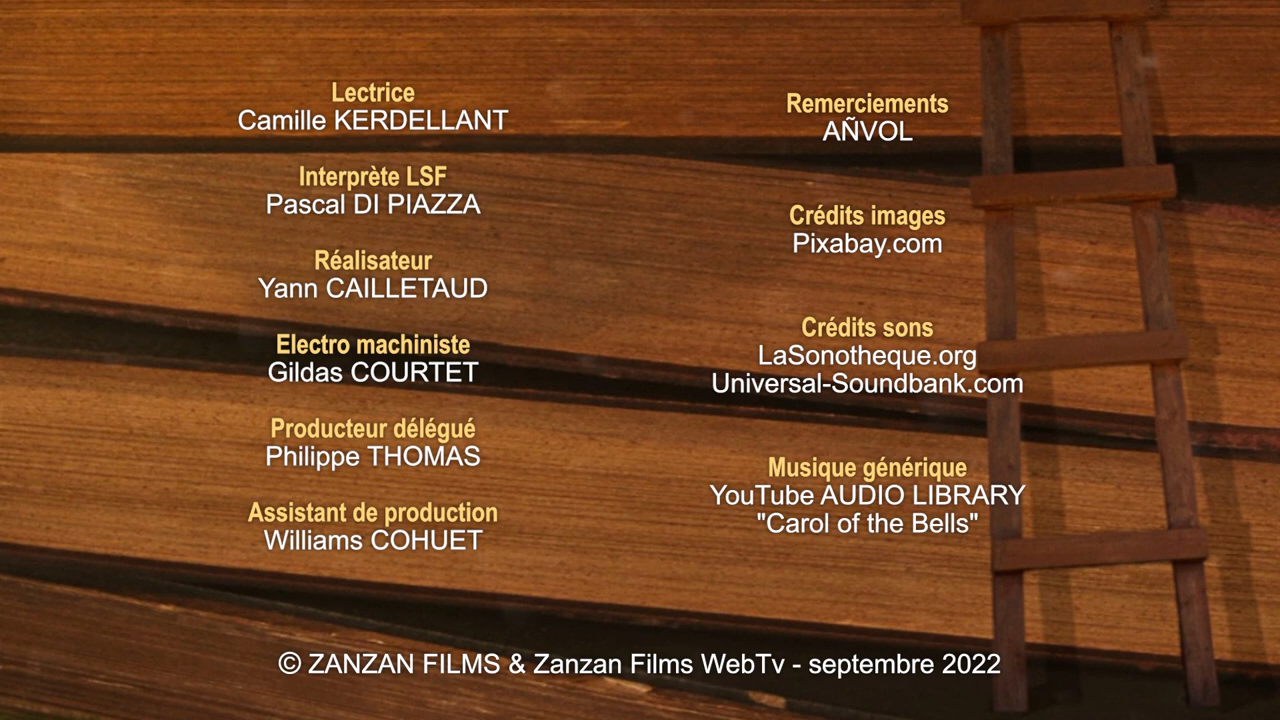 Lectrice
Camille KERDELLANT
Interprète LSF
Pascal DI PIAZZA
Réalisateur
Yann CAILLETAUD
Electro machiniste
Gildas COURTET
Producteur délégué
Philippe THOMAS
Assistant de production
Williams COHUET
Remerciements
AÑVOL
Crédits images
Pixabay.com
Crédits sons
LaSonotheque.org
Universal-Soundbank.com
Musique générique
YouTube AUDIO LIBRARY
"Carol of the Bells"
© ZANZAN FILMS & Zanzan Films WebTv - septembre 2022